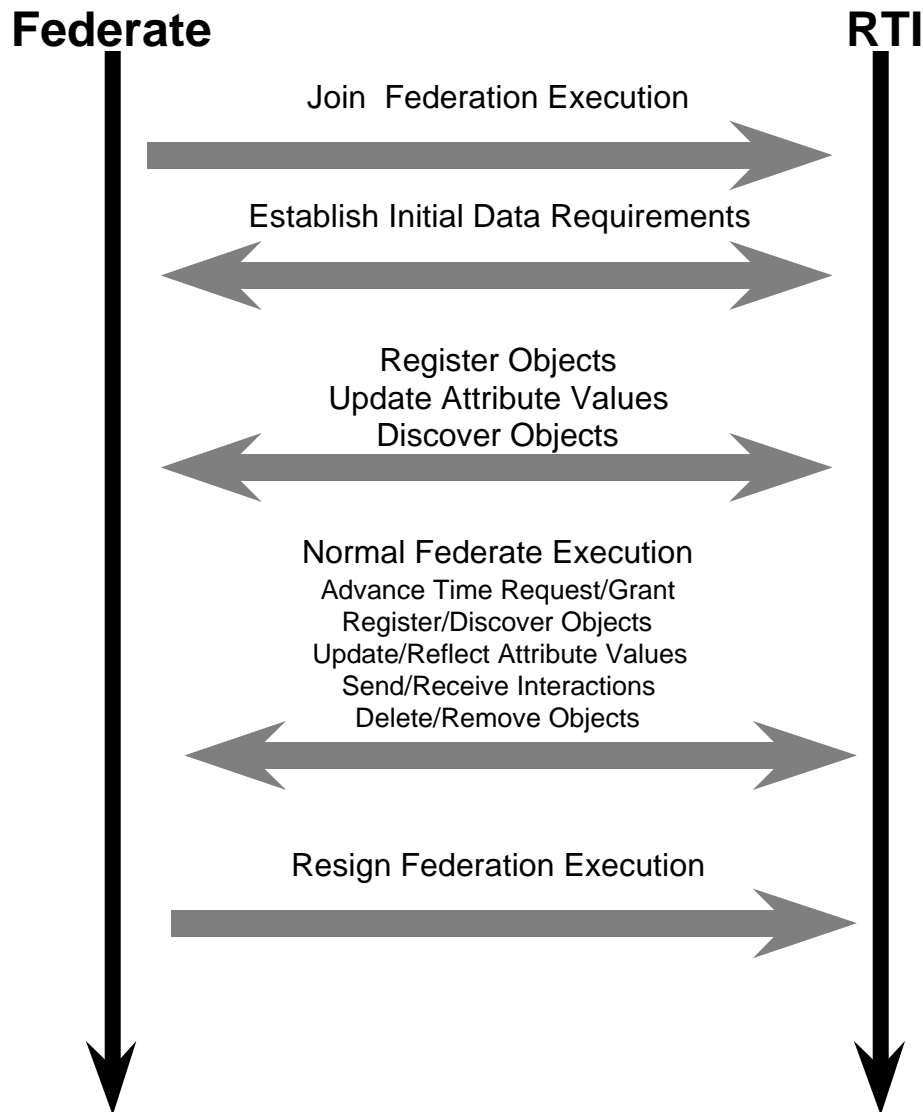 Federate
RTI
Join Federation Execution
Establish Initial Data Requirements
Register Objects
Update Attribute Values
Discover Objects
Normal Federate Execution
Advance Time Request/Grant
Register/Discover Objects
Update/Reflect Attribute Values
Send/Receive Interactions
Delete/Remove Objects
Resign Federation Execution